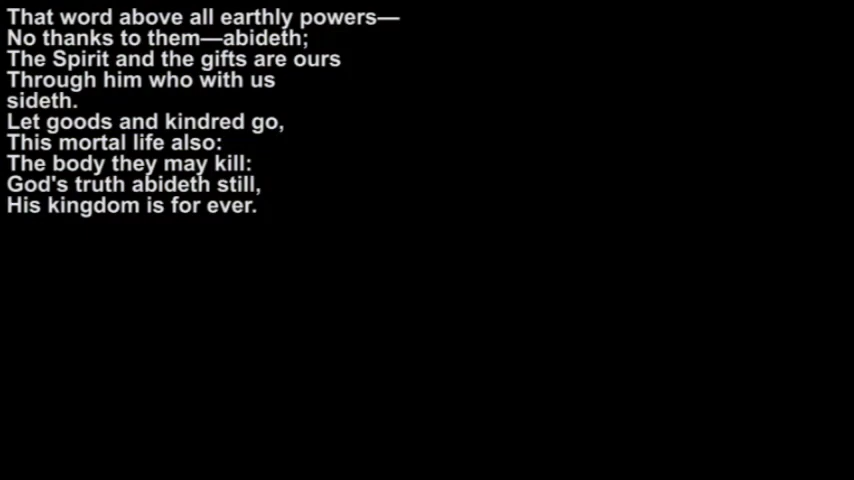 That word above all earthly powers—
No thanks to them—abideth;
The Spirit and the gifts are ours
Through him who with us
sideth.
Let goods and kindred go,
This mortal life also:
The body they may kill:
God's truth abideth still,
His kingdom is for ever.